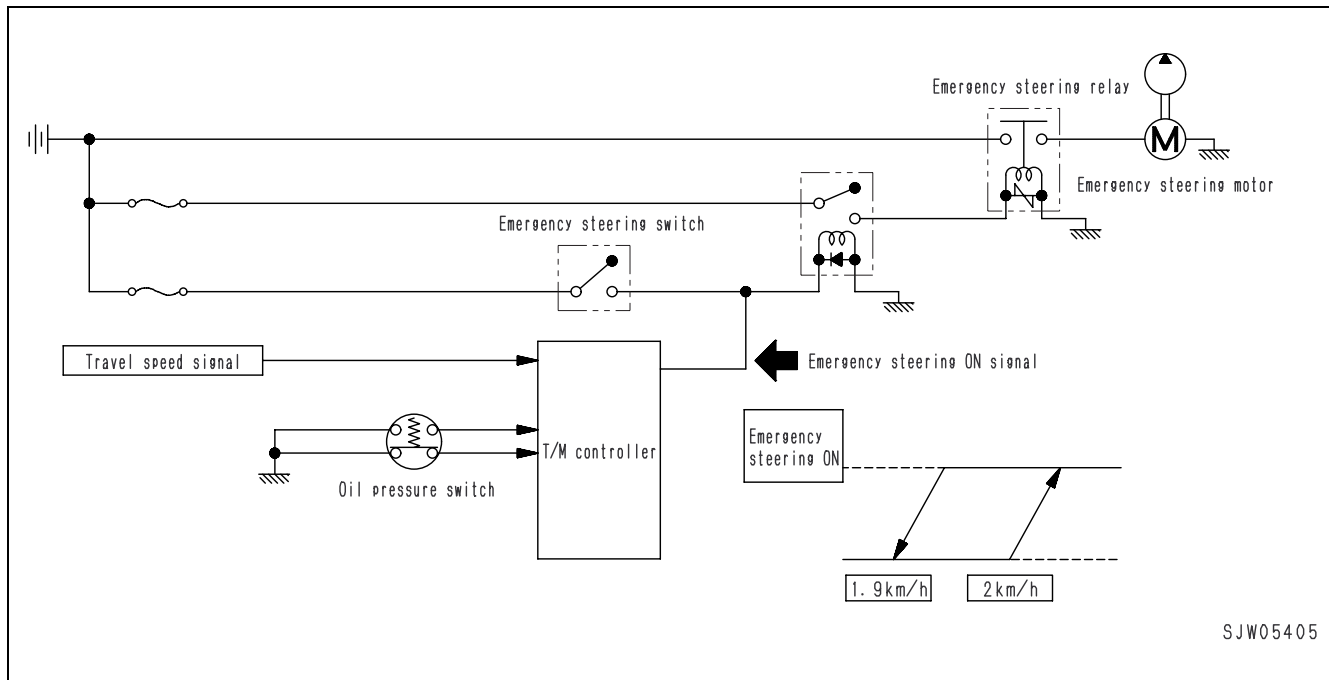 Emergency steering relay
M
Emergency steering motor
Emergency steering switch
Travel speed signal
Emergency steering ON signal
T/M controller
Oil pressure switch
Emergency
steering ON
1.9km/h
2km/h
SJW05405